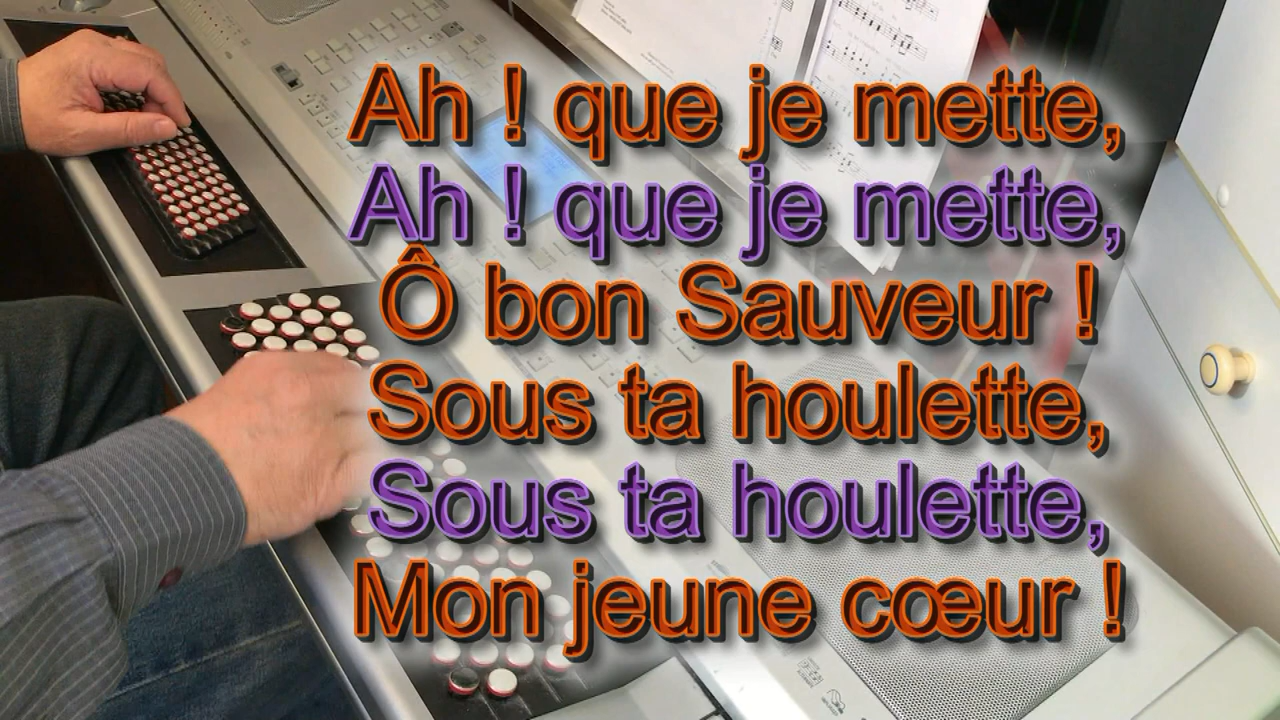 Ah ! que je mette,
Ah ! que je mette,
Ô bon Sauveur !
Sous ta houlette,
Sous ta houlette,
Mon jeune cœur !